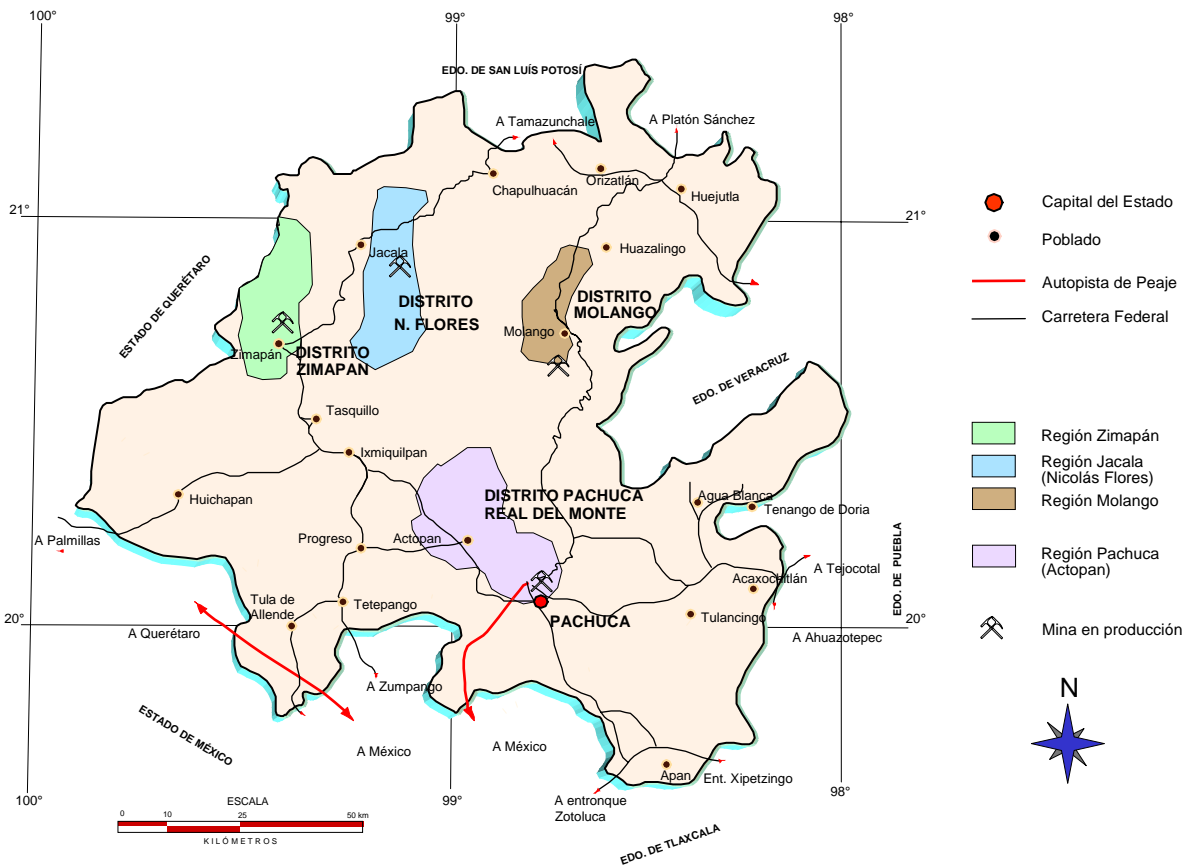 100°
99°
98°
EDO. DE SAN LUÍS POTOSÍ
A Tamazunchale
A Platón Sánchez
Chapulhuacán
Orizatlán
Huejutla
21°
21°
Capital del Estado
Poblado
Autopista de Peaje
Carretera Federal
ESTADO DE QUERÉTARO
Jacala
Huazalingo
DISTRITO
N. FLORES
DISTRITO
MOLANGO
Molango
Zimapán
DISTRITO
ZIMAPAN
EDO. DE VERACRUZ
Tasquillo
Ixmiquilpan
Región Zimapán
Región Jacala
(Nicolás Flores)
Región Molango
Región Pachuca
(Actopan)
Mina en producción
Huichapan
DISTRITO PACHUCA
REAL DEL MONTE
Agua Blanca
Tenango de Doria
A Palmillas
Progreso
Actopan
EDO. DE PUEBLA
A Tejocotal
Acaxochitlán
Tula de
Allende
Tetepango
PACHUCA
Tulancingo
20°
20°
A Querétaro
A Ahuazotepec
A Zumpango
ESTADO DE MÉXICO
A México
A México
N
Apan
Ent. Xipetzingo
A entronque
Zotoluca
100°
99°
98°
ESCALA
0 10 25 50 km
KILÓMETROS
EDO. DE TLAXCALA